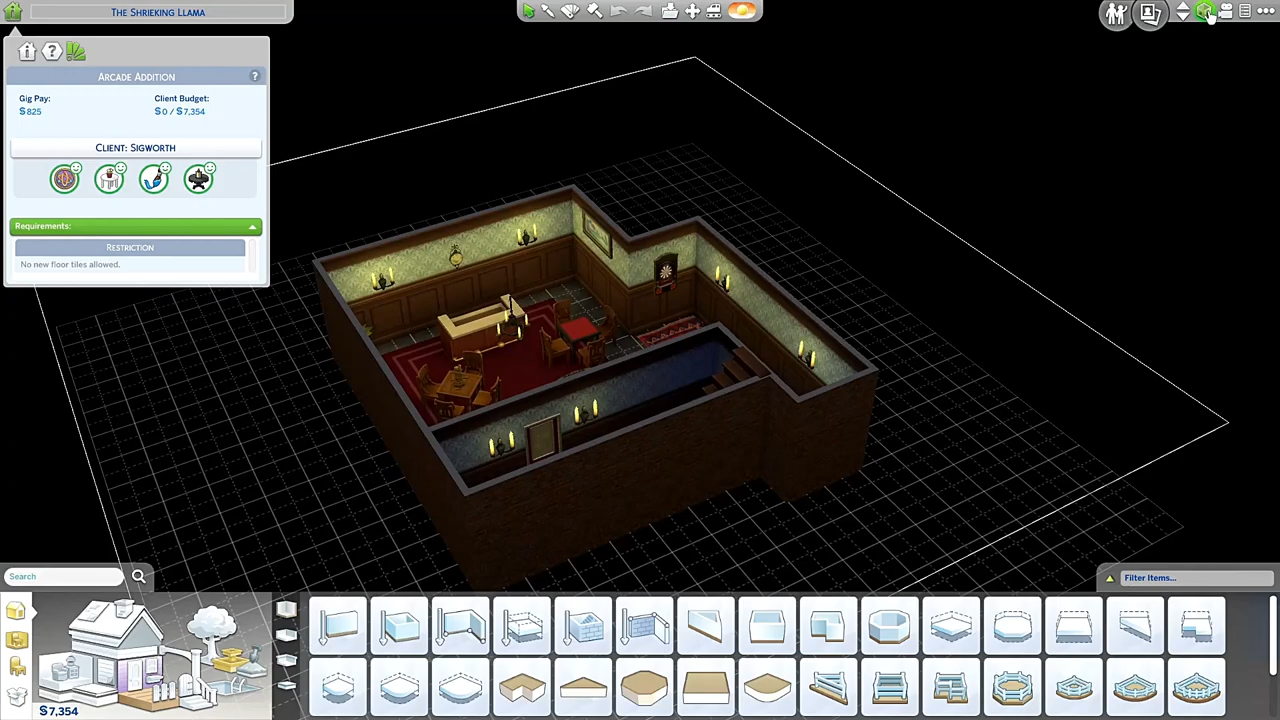 THE SHRIEKING LLAMA
ARCADE ADDITION
?
Gig Pay:
§825
Client Budget:
§0 / §7,354
CLIENT: SIGWORTH
Requirements:
RESTRICTION
No new floor tiles allowed.
Search
Filter Items...
§7,354